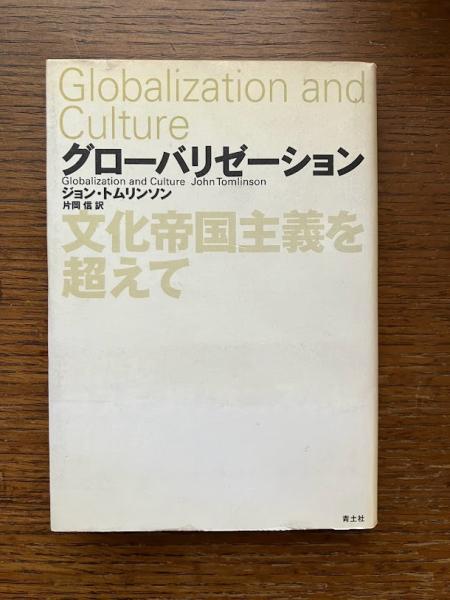 Globalization and
Culture
グローバリゼーション
Globalization and Culture John Tomlinson
ジョン・トムリンソン
片岡 信 訳
文化帝国主義を
超えて
青土社